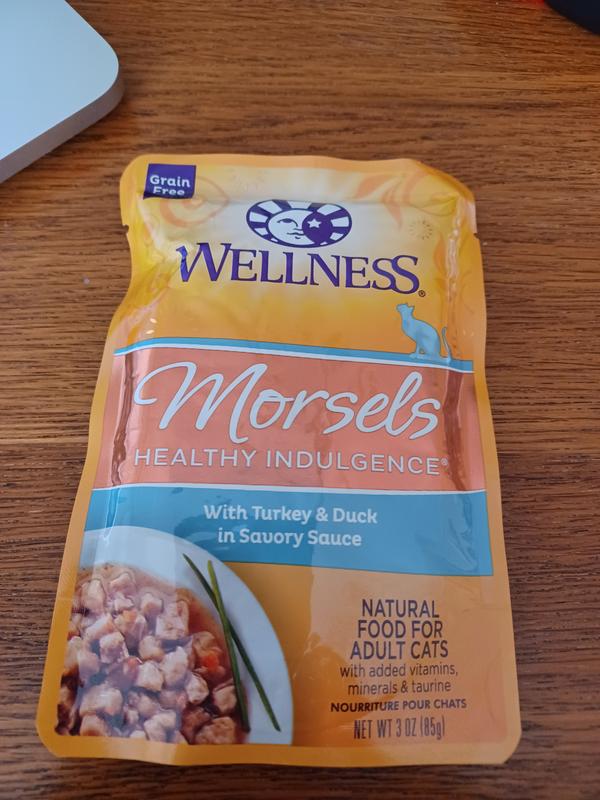 Grain
Free
WELLNESS®
Morsels
HEALTHY INDULGENCE®
With Turkey & Duck
in Savory Sauce
NATURAL
FOOD FOR
ADULT CATS
with added vitamins,
minerals & taurine
NOURRITURE POUR CHATS
NET WT 3 OZ (85g)